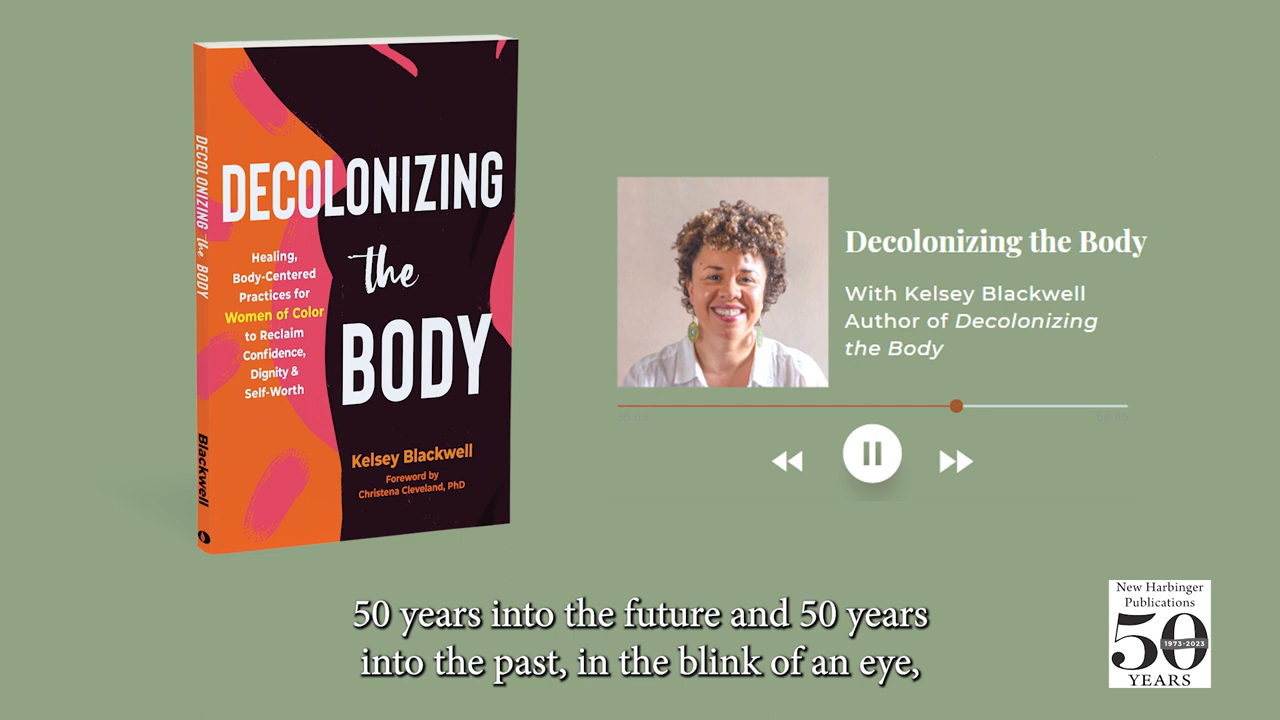 DECOLONIZING the BODY
Blackwell
DECOLONIZING
the
BODY
Healing,
Body-Centered
Practices for
Women of Color
to Reclaim
Confidence,
Dignity &
Self-Worth
Kelsey Blackwell
Foreword by
Christena Cleveland, PhD
Decolonizing the Body
With Kelsey Blackwell
Author of Decolonizing
the Body
50 years into the future and 50 years
into the past, in the blink of an eye,
New Harbinger
Publications
50
1973-2023
YEARS